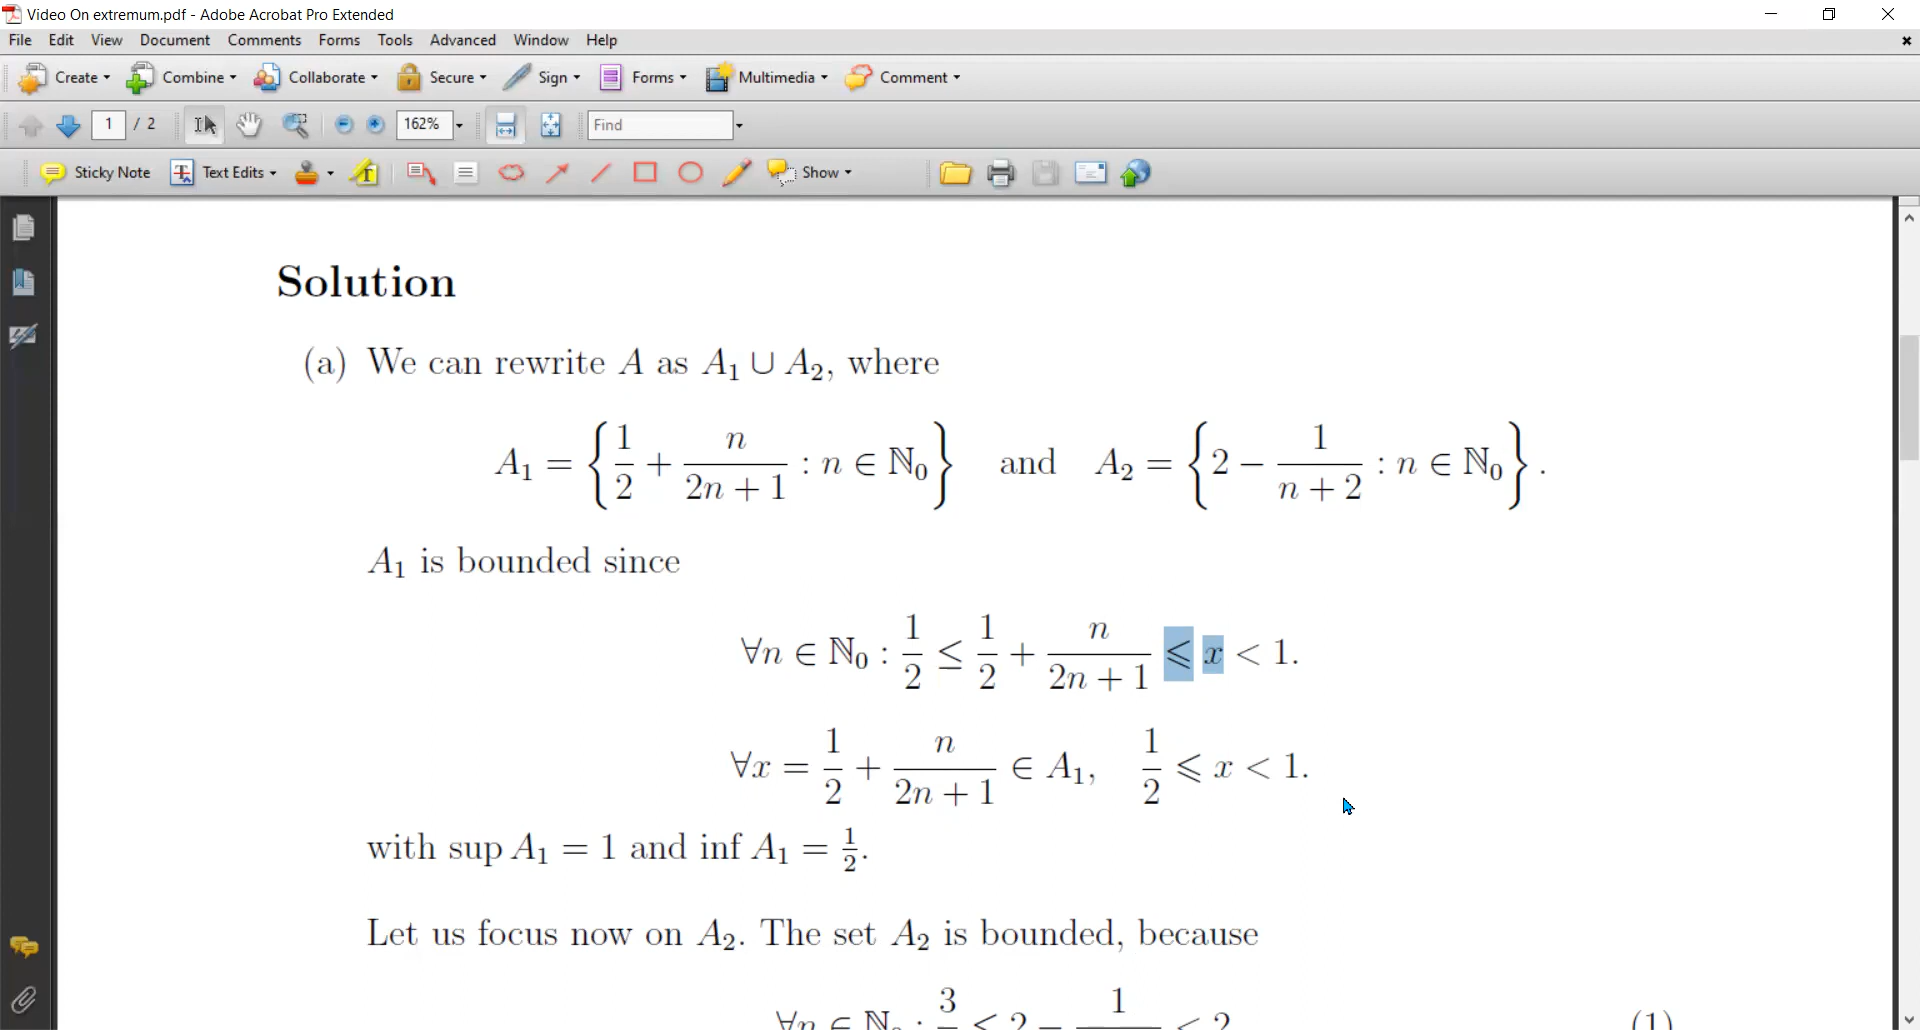 Video On extremum.pdf - Adobe Acrobat Pro Extended
File Edit View Document Comments Forms Tools Advanced Window Help
Create Combine Collaborate Secure Sign Forms Multimedia Comment
1 / 2 162% Find
Sticky Note Text Edits Show
Solution
(a) We can rewrite A as A₁ ∪ A₂, where
A₁ = {1/2 + n/(2n + 1) : n ∈ ℕ₀} and A₂ = {2 − 1/(n + 2) : n ∈ ℕ₀}.
A₁ is bounded since
∀n ∈ ℕ₀ : 1/2 ≤ 1/2 + n/(2n + 1) ⩽ x < 1.
∀x = 1/2 + n/(2n + 1) ∈ A₁, 1/2 ⩽ x < 1.
with sup A₁ = 1 and inf A₁ = 1/2.
Let us focus now on A₂. The set A₂ is bounded, because